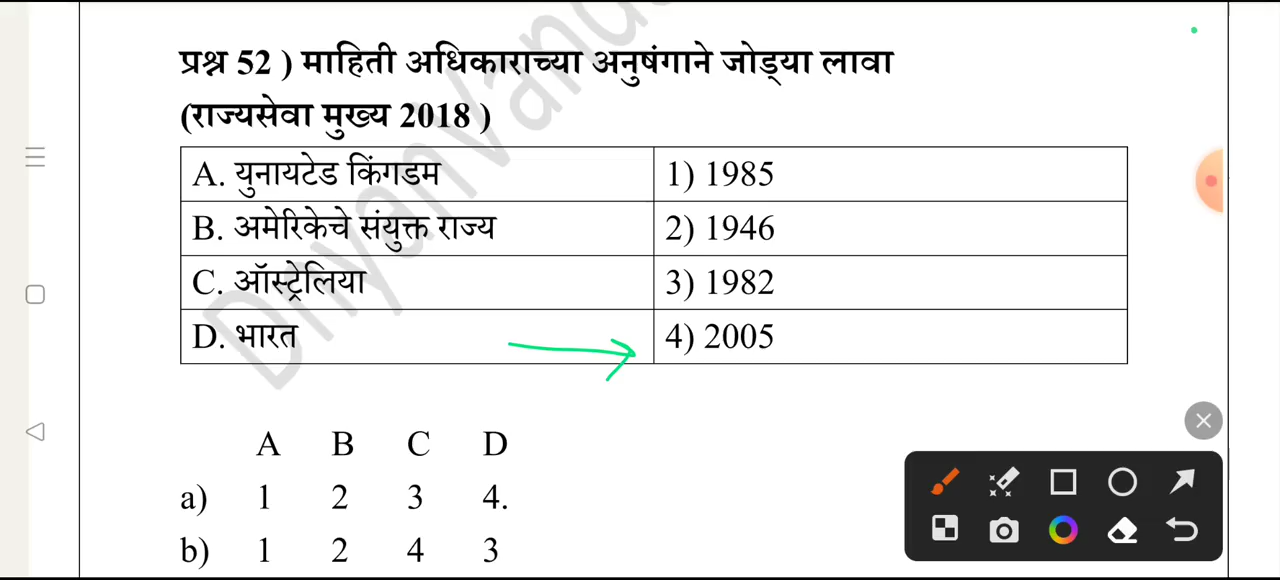 प्रश्न 52 ) माहिती अधिकाराच्या अनुषंगाने जोड्या लावा
(राज्यसेवा मुख्य 2018 )
A. युनायटेड किंगडम 1) 1985
B. अमेरिकेचे संयुक्त राज्य 2) 1946
C. ऑस्ट्रेलिया 3) 1982
D. भारत 4) 2005
A B C D
a) 1 2 3 4.
b) 1 2 4 3